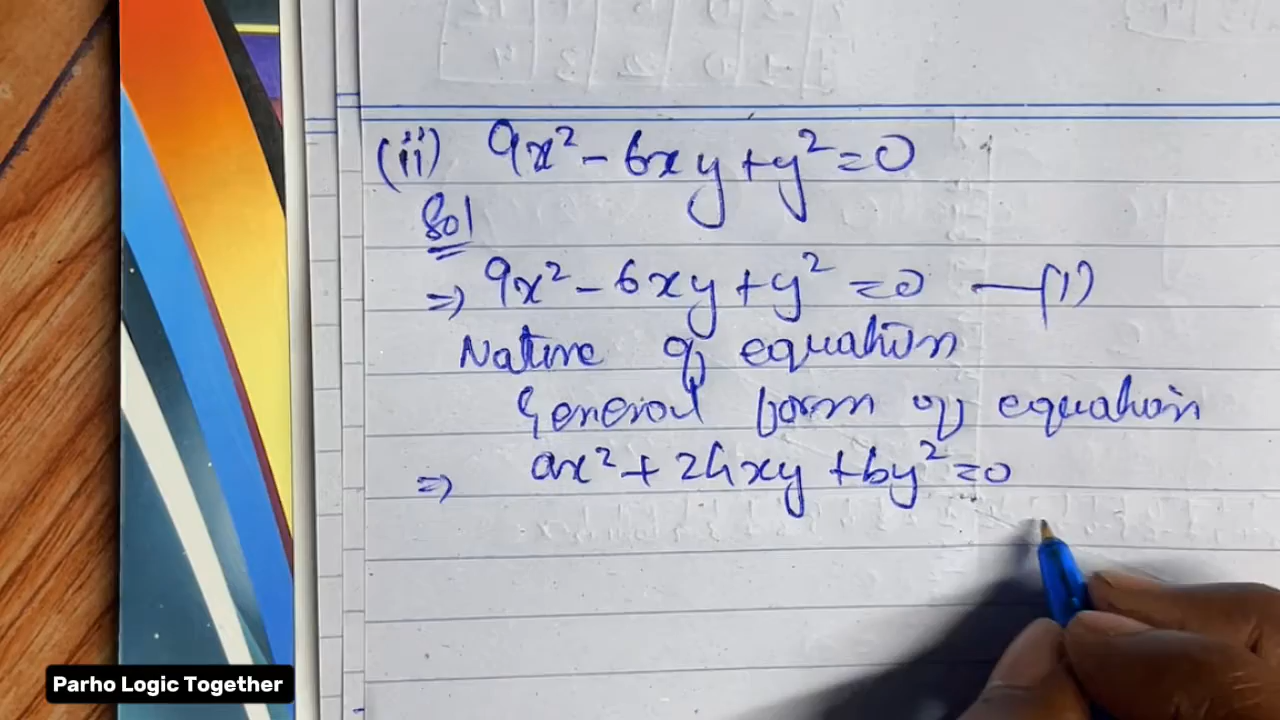 (ii) 9x² - 6xy + y² = 0
Sol
=> 9x² - 6xy + y² = 0 —(1)
Nature of equation
General form of equation
=> ax² + 2hxy + by² = 0
Parho Logic Together